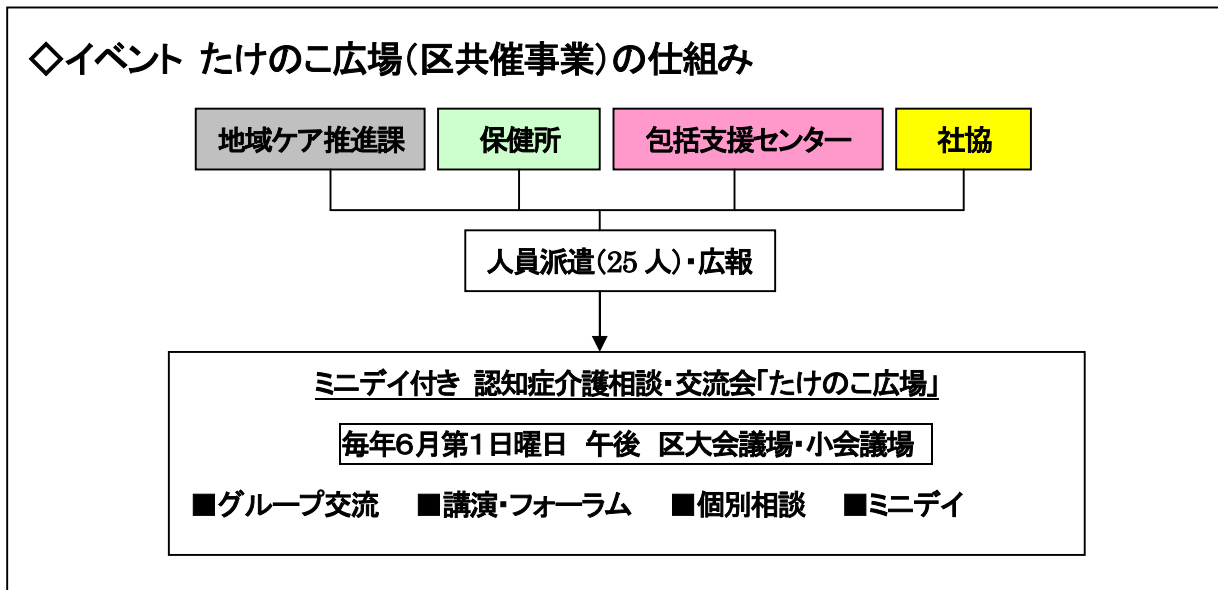 ◇イベント たけのこ広場(区共催事業)の仕組み
地域ケア推進課 保健所 包括支援センター 社協
人員派遣(25人)・広報
ミニデイ付き 認知症介護相談・交流会「たけのこ広場」
毎年6月第1日曜日 午後 区大会議場・小会議場
■グループ交流 ■講演・フォーラム ■個別相談 ■ミニデイ